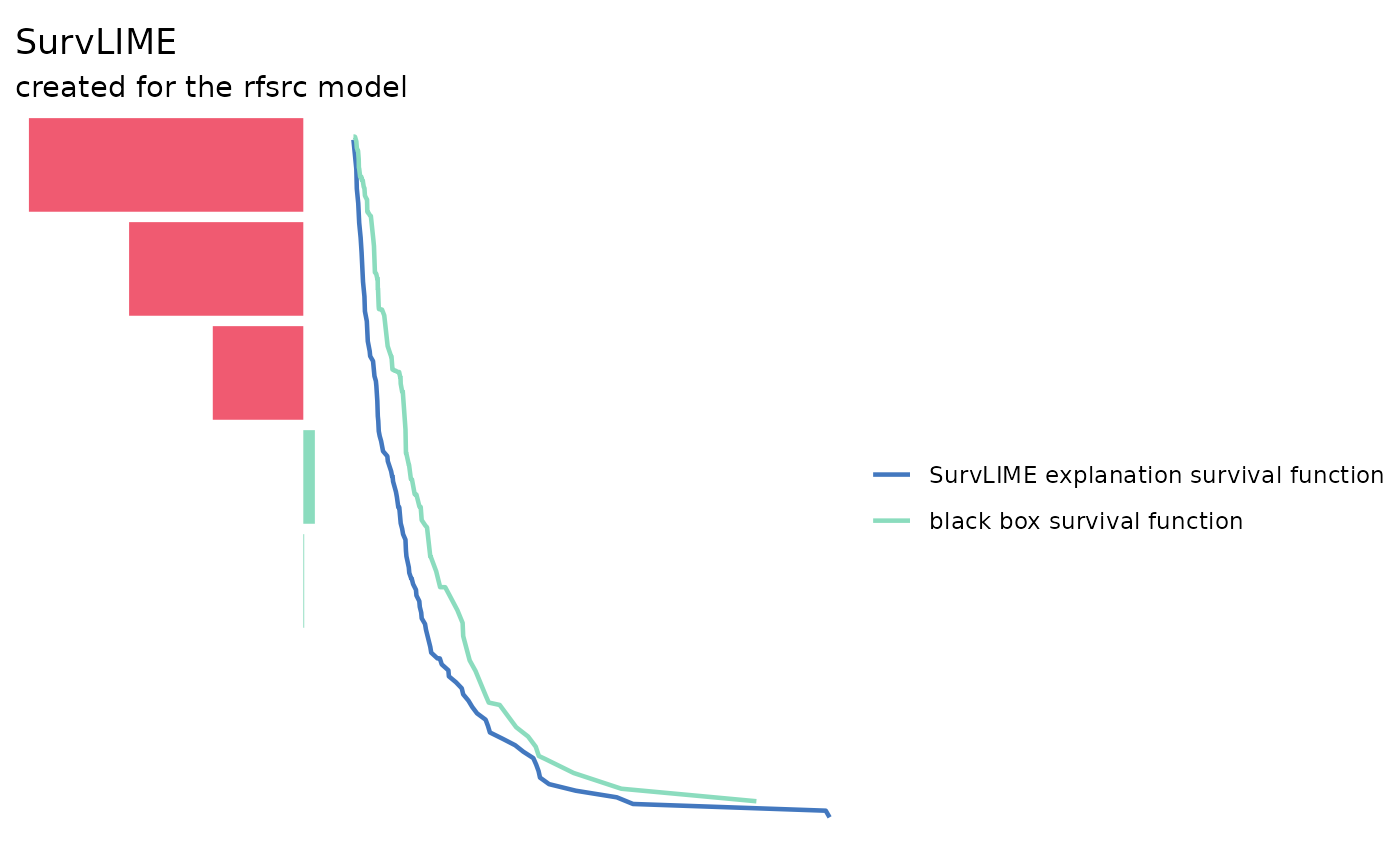 SurvLIME
created for the rfsrc model
SurvLIME explanation survival function
black box survival function